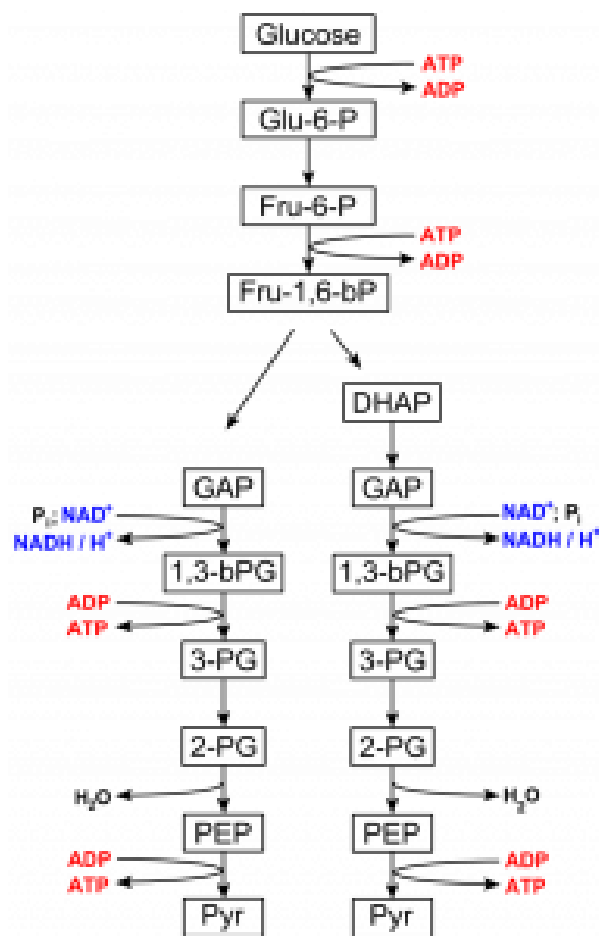 Glucose
ATP
ADP
Glu-6-P
Fru-6-P
ATP
ADP
Fru-1,6-bP
DHAP
GAP GAP
Pᵢ; NAD⁺ NAD⁺; Pᵢ
NADH / H⁺ NADH / H⁺
1,3-bPG 1,3-bPG
ADP ADP
ATP ATP
3-PG 3-PG
2-PG 2-PG
H₂O H₂O
PEP PEP
ADP ADP
ATP ATP
Pyr Pyr